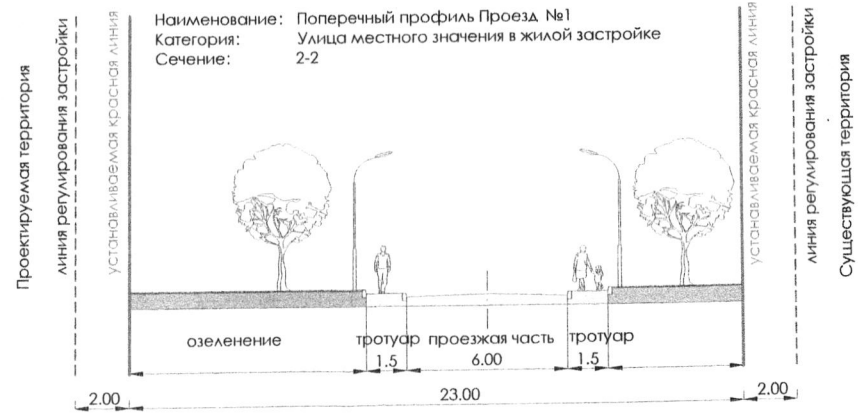 Наименование: Поперечный профиль Проезд №1
Категория: Улица местного значения в жилой застройке
Сечение: 2-2
Проектируемая территория
линия регулирования застройки
устанавливаемая красная линия
устанавливаемая красная линия
линия регулирования застройки
Существующая территория
озеленение
тротуар проезжая часть тротуар
1.5 6.00 1.5
2.00 23.00 2.00